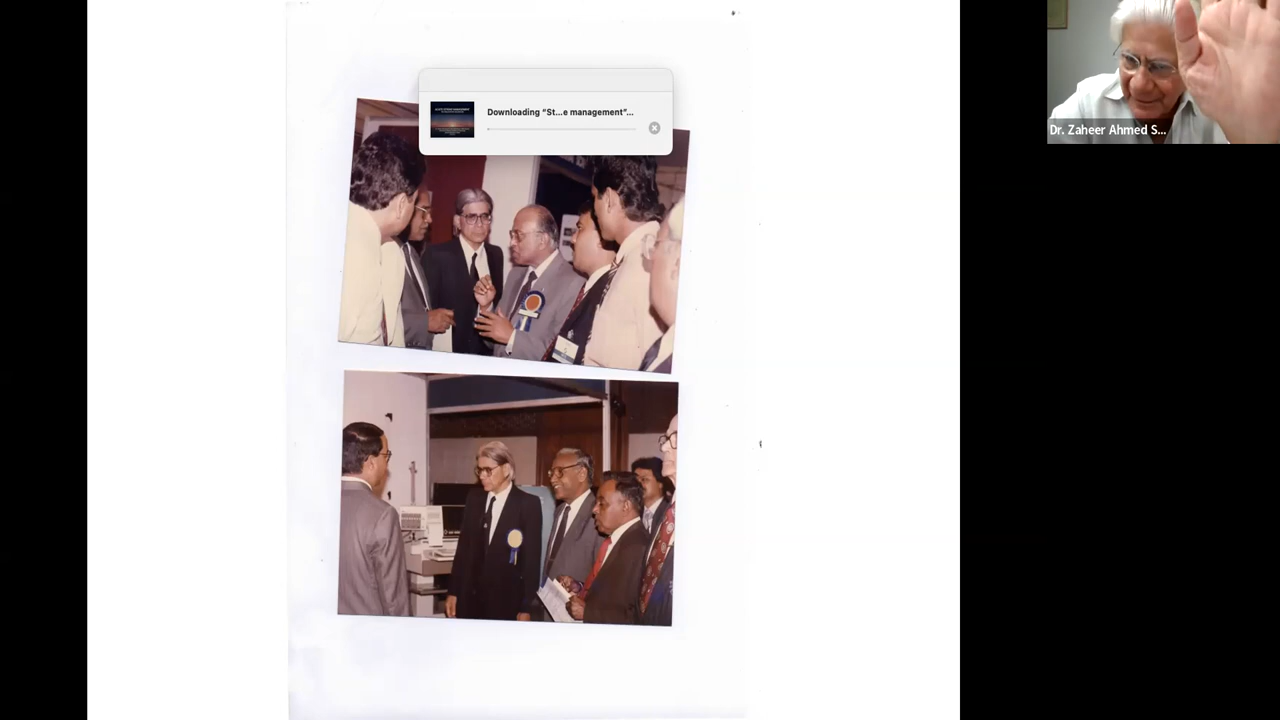 Downloading “St...e management”...
Dr. Zaheer Ahmed S...